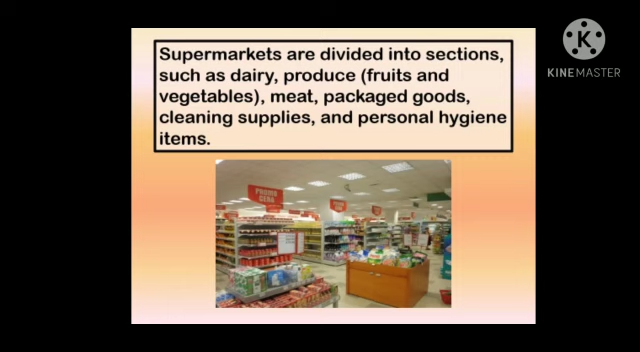 Supermarkets are divided into sections,
such as dairy, produce (fruits and
vegetables), meat, packaged goods,
cleaning supplies, and personal hygiene
items.
KINEMASTER